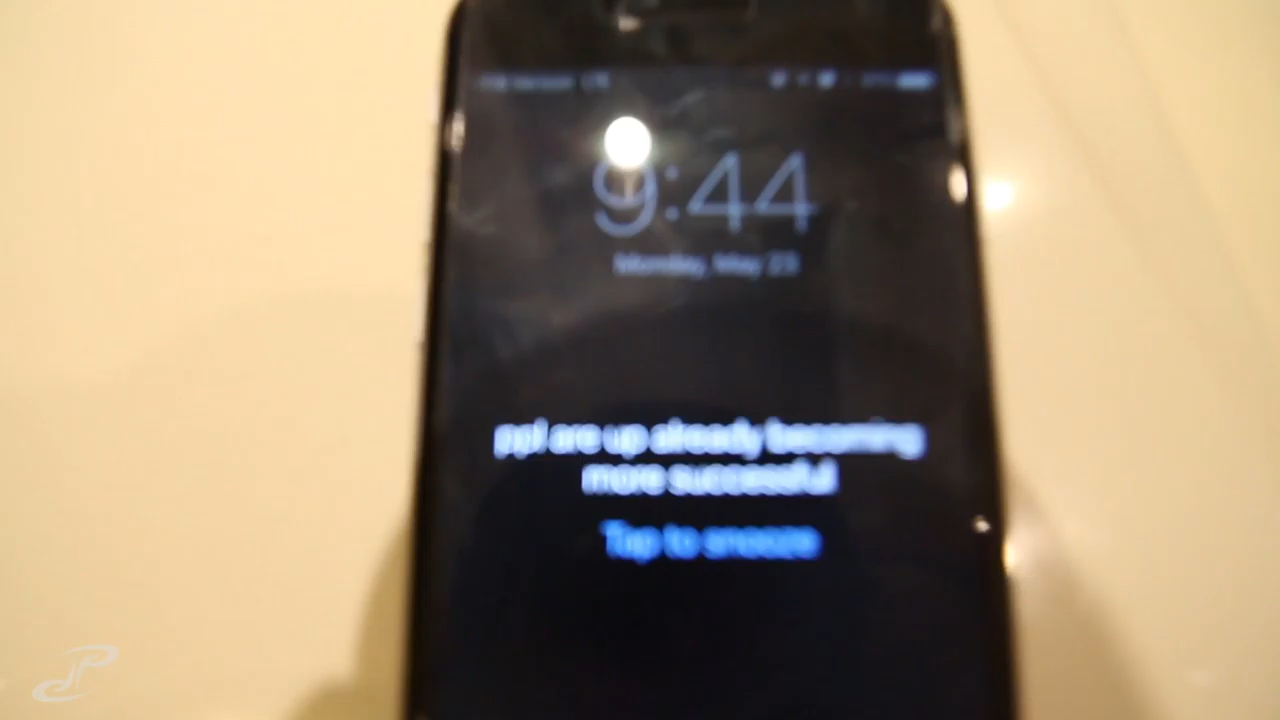 9:44
Monday, May 23
ppl are up already becoming
more successful
Tap to snooze